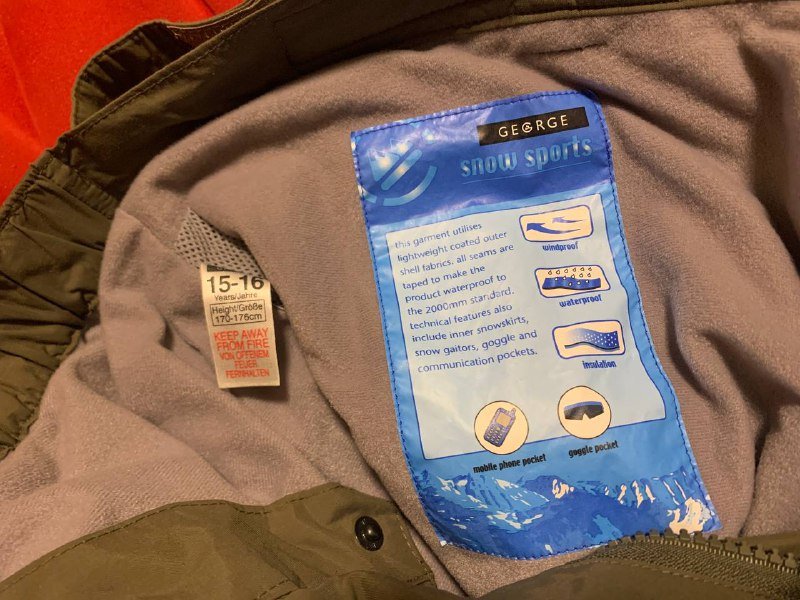 GEORGE
snow sports
this garment utilises
lightweight coated outer
shell fabrics, all seams are
taped to make the
product waterproof to
the 2000mm standard.
technical features also
include inner snowskirts,
snow gaitors, goggle and
communication pockets.
windproof
waterproof
insulation
mobile phone pocket
goggle pocket
15-16
Years/Jahre
Height/Größe
170-176cm
KEEP AWAY
FROM FIRE
VON OFFENEM
FEUER
FERNHALTEN